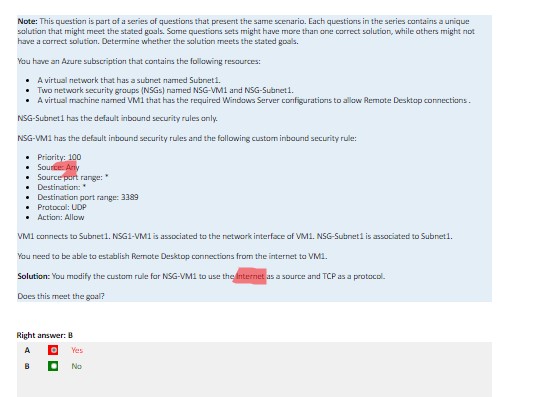 Note: This question is part of a series of questions that present the same scenario. Each questions in the series contains a unique
solution that might meet the stated goals. Some questions sets might have more than one correct solution, while others might not
have a correct solution. Determine whether the solution meets the stated goals.
You have an Azure subscription that contains the following resources:
• A virtual network that has a subnet named Subnet1.
• Two network security groups (NSGs) named NSG-VM1 and NSG-Subnet1.
• A virtual machine named VM1 that has the required Windows Server configurations to allow Remote Desktop connections .
NSG-Subnet1 has the default inbound security rules only.
NSG-VM1 has the default inbound security rules and the following custom inbound security rule:
• Priority: 100
• Source: Any
• Source port range: *
• Destination: *
• Destination port range: 3389
• Protocol: UDP
• Action: Allow
VM1 connects to Subnet1. NSG1-VM1 is associated to the network interface of VM1. NSG-Subnet1 is associated to Subnet1.
You need to be able to establish Remote Desktop connections from the internet to VM1.
Solution: You modify the custom rule for NSG-VM1 to use the internet as a source and TCP as a protocol.
Does this meet the goal?
Right answer: B
A Yes
B No